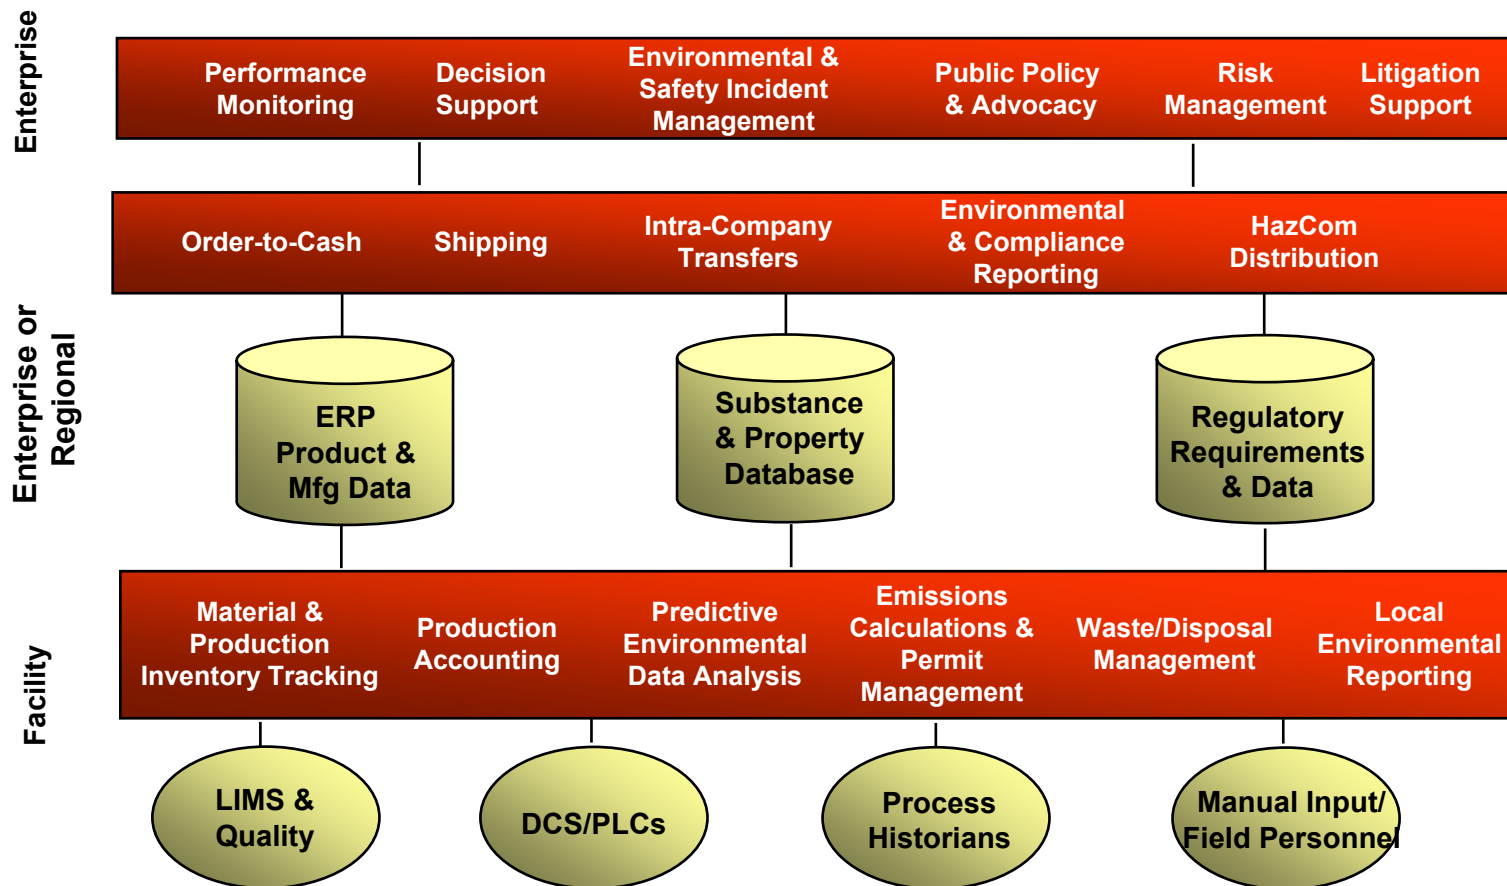 Enterprise
Performance
Monitoring
Decision
Support
Environmental &
Safety Incident
Management
Public Policy
& Advocacy
Risk
Management
Litigation
Support
Enterprise or
Regional
Order-to-Cash
Shipping
Intra-Company
Transfers
Environmental
& Compliance
Reporting
HazCom
Distribution
ERP
Product &
Mfg Data
Substance
& Property
Database
Regulatory
Requirements
& Data
Facility
Material &
Production
Inventory Tracking
Production
Accounting
Predictive
Environmental
Data Analysis
Emissions
Calculations &
Permit
Management
Waste/Disposal
Management
Local
Environmental
Reporting
LIMS &
Quality
DCS/PLCs
Process
Historians
Manual Input/
Field Personnel